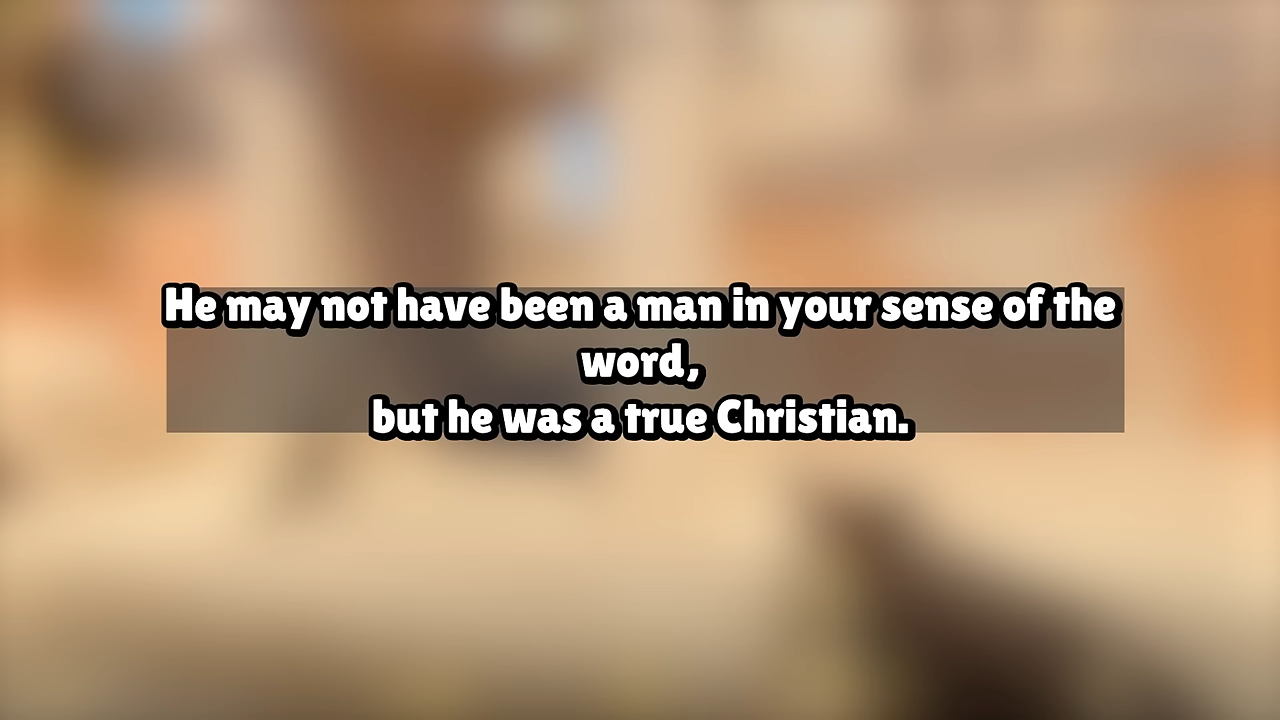 He may not have been a man in your sense of the
word,
but he was a true Christian.